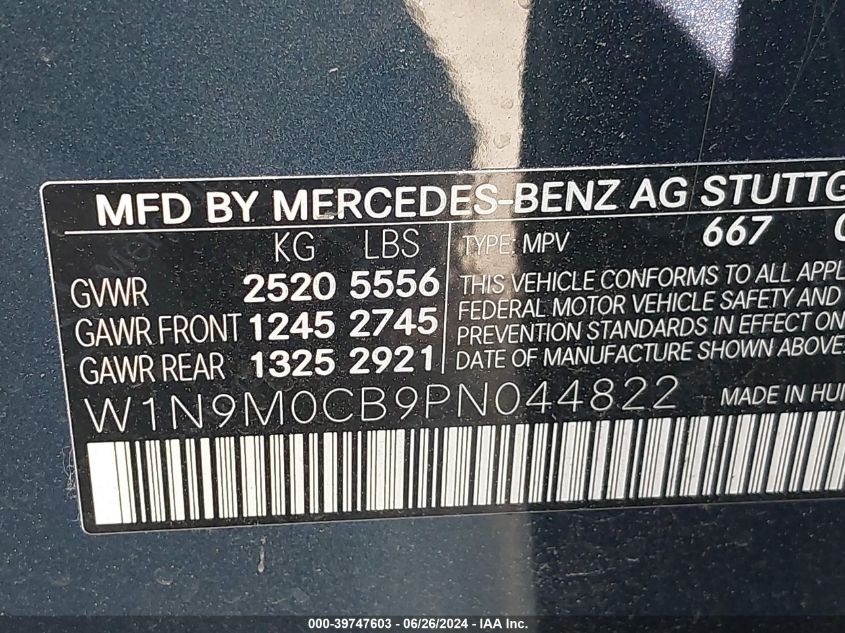 MFD BY MERCEDES-BENZ AG STUTTG
KG LBS TYPE: MPV 667
GVWR 2520 5556 THIS VEHICLE CONFORMS TO ALL APPL
GAWR FRONT 1245 2745 FEDERAL MOTOR VEHICLE SAFETY AND
PREVENTION STANDARDS IN EFFECT ON
GAWR REAR 1325 2921 DATE OF MANUFACTURE SHOWN ABOVE.
W1N9M0CB9PN044822 MADE IN HU
000-39747603 - 06/26/2024 - IAA Inc.